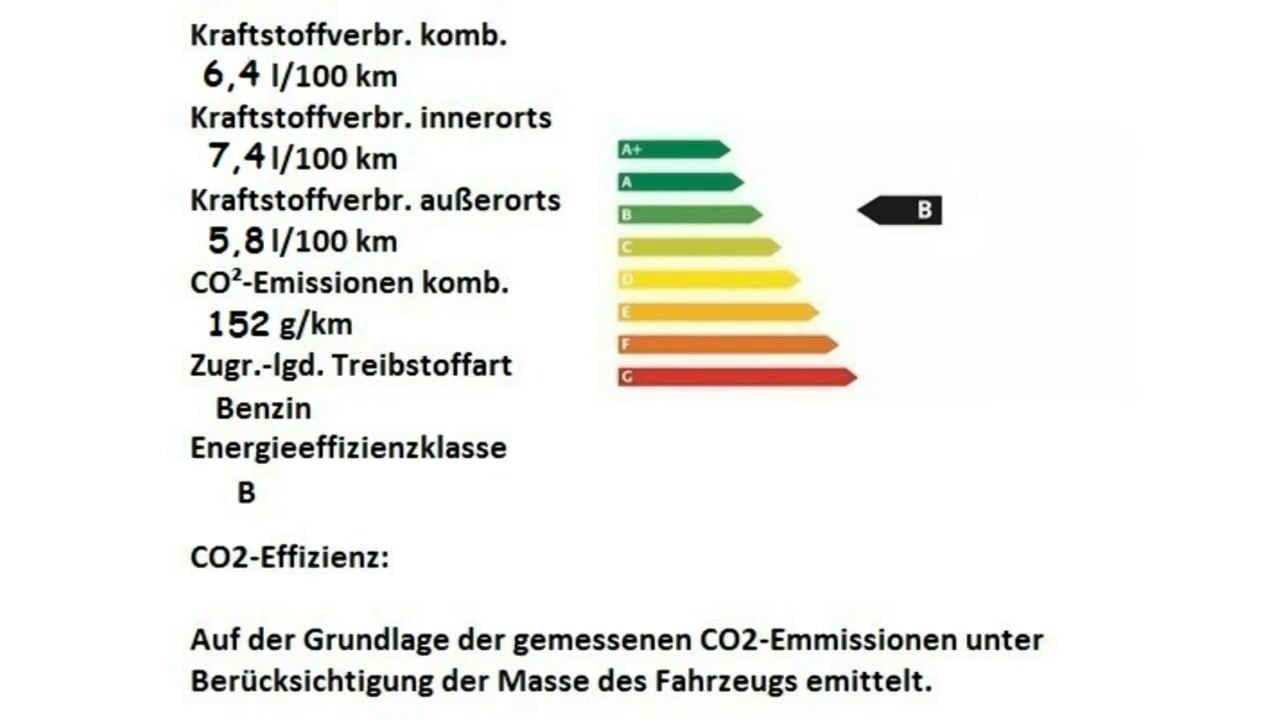 Kraftstoffverbr. komb.
6,4 l/100 km
Kraftstoffverbr. innerorts
7,4 l/100 km
Kraftstoffverbr. außerorts
5,8 l/100 km
CO²-Emissionen komb.
152 g/km
Zugr.-lgd. Treibstoffart
Benzin
Energieeffizienzklasse
B
A+
A
B
C
D
E
F
G
B
CO2-Effizienz:
Auf der Grundlage der gemessenen CO2-Emmissionen unter
Berücksichtigung der Masse des Fahrzeugs emittelt.